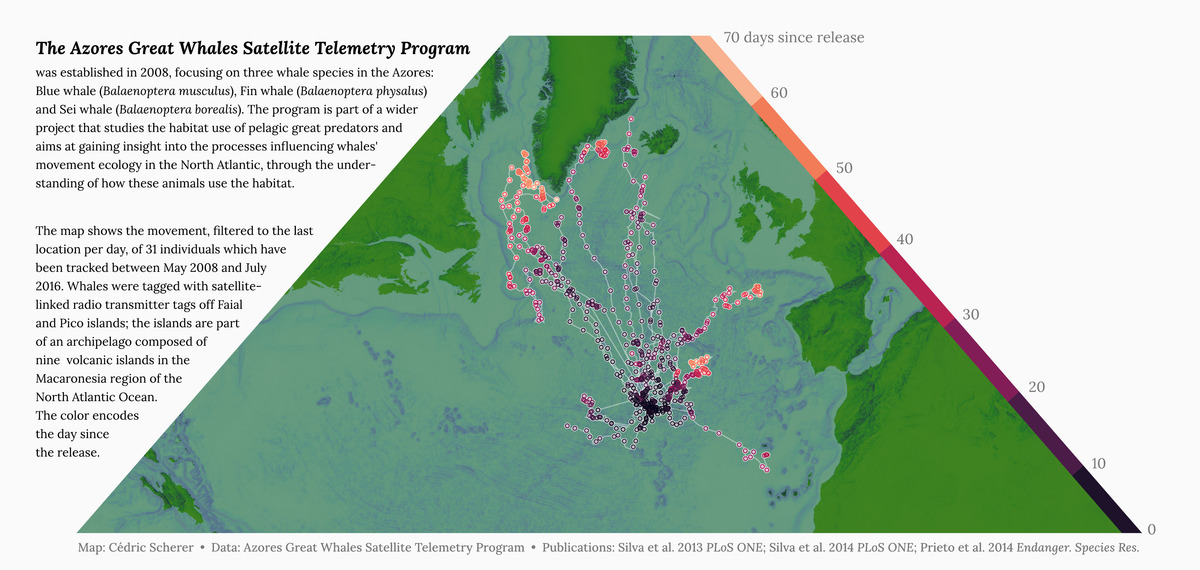 The Azores Great Whales Satellite Telemetry Program
was established in 2008, focusing on three whale species in the Azores:
Blue whale (Balaenoptera musculus), Fin whale (Balaenoptera physalus)
and Sei whale (Balaenoptera borealis). The program is part of a wider
project that studies the habitat use of pelagic great predators and
aims at gaining insight into the processes influencing whales'
movement ecology in the North Atlantic, through the under-
standing of how these animals use the habitat.
The map shows the movement, filtered to the last
location per day, of 31 individuals which have
been tracked between May 2008 and July
2016. Whales were tagged with satellite-
linked radio transmitter tags off Faial
and Pico islands; the islands are part
of an archipelago composed of
nine volcanic islands in the
Macaronesia region of the
North Atlantic Ocean.
The color encodes
the day since
the release.
70 days since release
60
50
40
30
20
10
0
Map: Cédric Scherer • Data: Azores Great Whales Satellite Telemetry Program • Publications: Silva et al. 2013 PLoS ONE; Silva et al. 2014 PLoS ONE; Prieto et al. 2014 Endanger. Species Res.